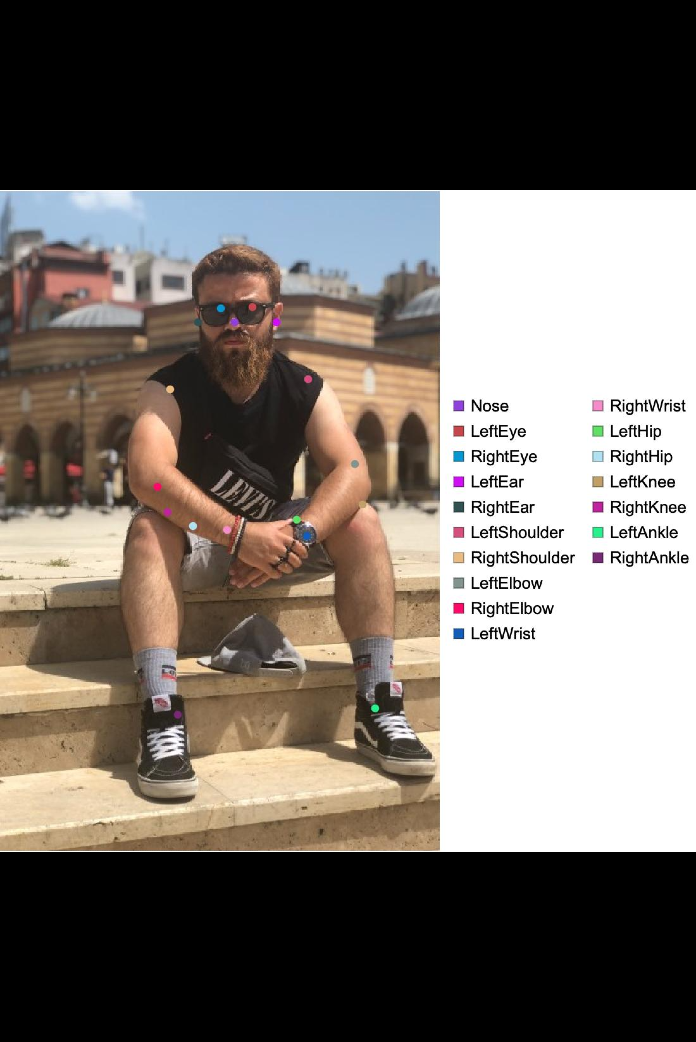 LEVI'S
Nose
LeftEye
RightEye
LeftEar
RightEar
LeftShoulder
RightShoulder
LeftElbow
RightElbow
LeftWrist
RightWrist
LeftHip
RightHip
LeftKnee
RightKnee
LeftAnkle
RightAnkle